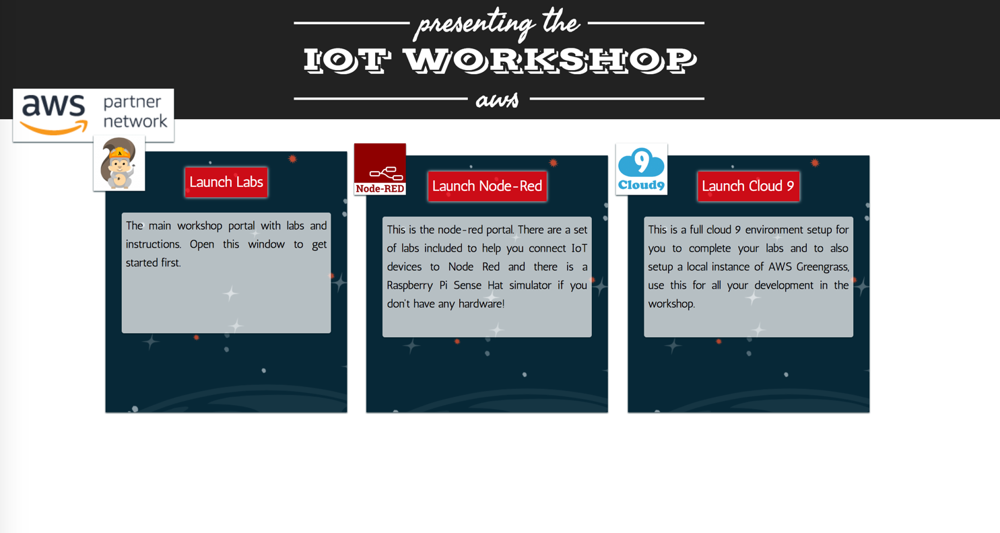 presenting the
IOT WORKSHOP
aws
aws partner
network
Launch Labs
The main workshop portal with labs and
instructions. Open this window to get
started first.
Node-RED
Launch Node-Red
This is the node-red portal. There are a set
of labs included to help you connect IoT
devices to Node Red and there is a
Raspberry Pi Sense Hat simulator if you
don't have any hardware!
9
Cloud9
Launch Cloud 9
This is a full cloud 9 environment setup for
you to complete your labs and to also
setup a local instance of AWS Greengrass,
use this for all your development in the
workshop.